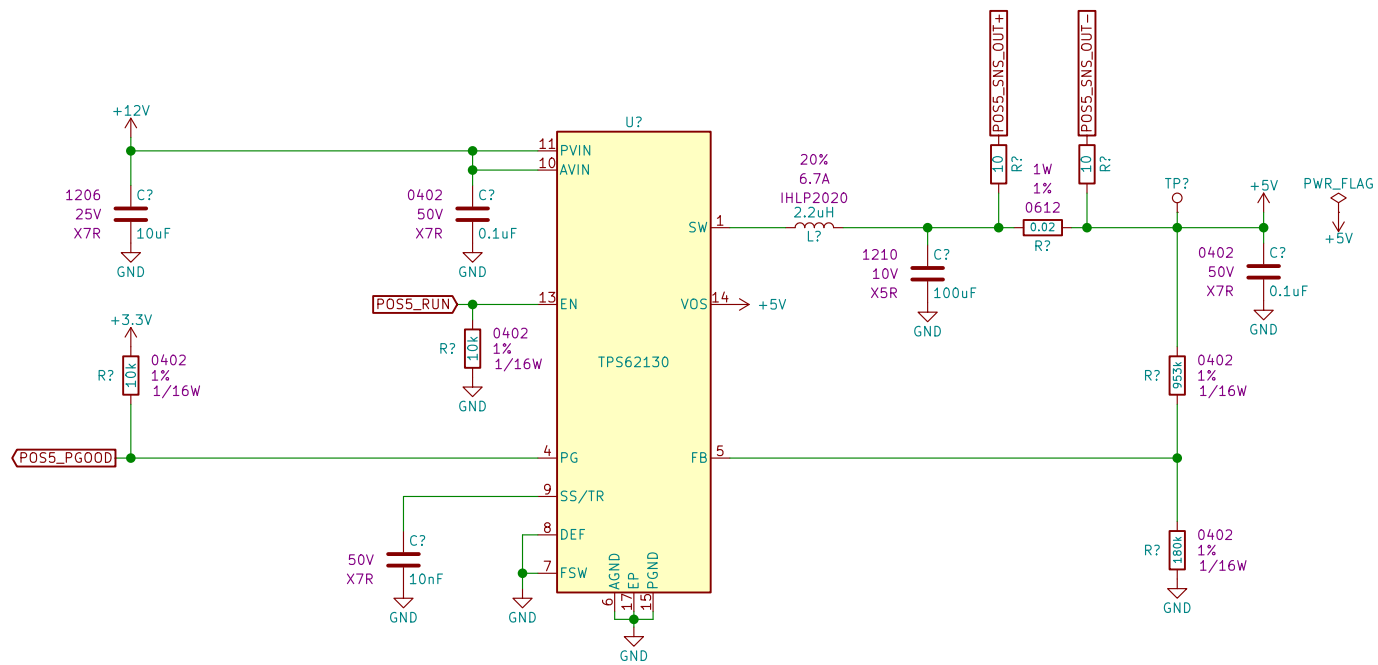 POS5_SNS_OUT+
POS5_SNS_OUT-
+12V
1206
25V
X7R
C?
10uF
GND
0402
50V
X7R
C?
0.1uF
GND
U?
TPS62130
11
PVIN
10
AVIN
13
EN
4
PG
9
SS/TR
8
DEF
7
FSW
6
AGND
17
EP
15
PGND
GND
SW
1
VOS
14
+5V
FB
5
20%
6.7A
IHLP2020
2.2uH
L?
1210
10V
X5R
C?
100uF
GND
10
R?
1W
1%
0612
0.02
R?
10
R?
TP?
+5V
PWR_FLAG
+5V
0402
50V
X7R
C?
0.1uF
GND
POS5_RUN
R?
10k
0402
1%
1/16W
GND
+3.3V
R?
10k
0402
1%
1/16W
POS5_PGOOD
50V
X7R
C?
10nF
GND
GND
R?
953k
0402
1%
1/16W
R?
180k
0402
1%
1/16W
GND